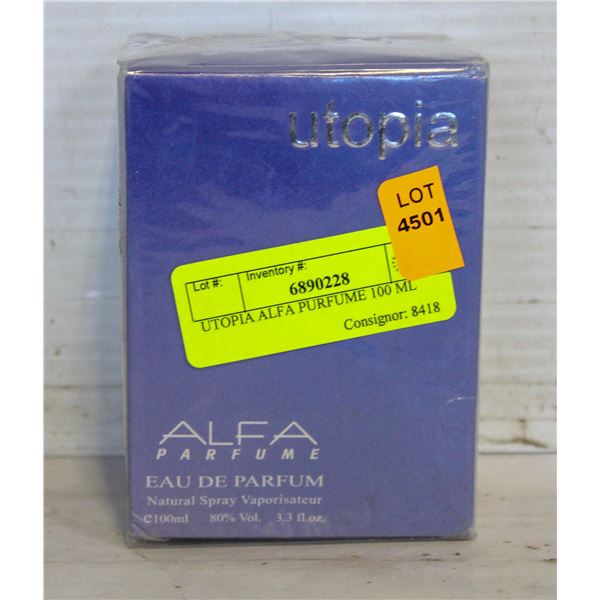 utopia
LOT
4501
Lot #:
Inventory #:
6890228
UTOPIA ALFA PURFUME 100 ML
Consignor: 8418
ALFA
PARFUME
EAU DE PARFUM
Natural Spray Vaporisateur
℮100ml 80% Vol. 3.3 fl.oz.